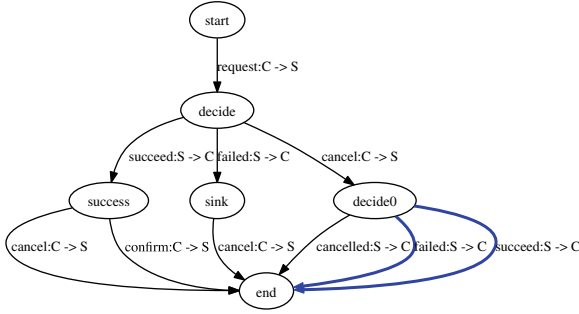 start
request:C -> S
decide
succeed:S -> C failed:S -> C cancel:C -> S
success sink decide0
cancel:C -> S confirm:C -> S cancel:C -> S cancelled:S -> C failed:S -> C succeed:S -> C
end